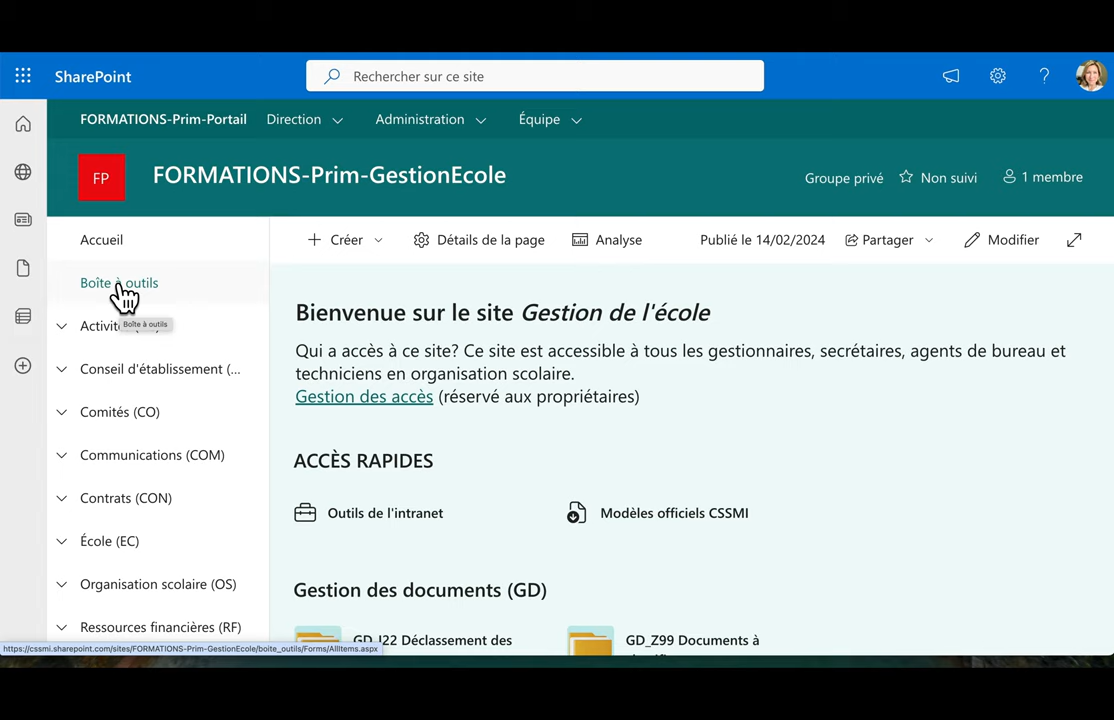 SharePoint
Rechercher sur ce site
FORMATIONS-Prim-Portail
Direction
Administration
Équipe
FP
FORMATIONS-Prim-GestionEcole
Groupe privé
Non suivi
1 membre
Accueil
Boîte à outils
Boîte à outils
Conseil d'établissement (...
Comités (CO)
Communications (COM)
Contrats (CON)
École (EC)
Organisation scolaire (OS)
Ressources financières (RF)
Créer
Détails de la page
Analyse
Publié le 14/02/2024
Partager
Modifier
Bienvenue sur le site Gestion de l'école
Qui a accès à ce site? Ce site est accessible à tous les gestionnaires, secrétaires, agents de bureau et
techniciens en organisation scolaire.
Gestion des accès (réservé aux propriétaires)
ACCÈS RAPIDES
Outils de l'intranet
Modèles officiels CSSMI
Gestion des documents (GD)
GD_J22 Déclassement des
GD_Z99 Documents à
https://cssmi.sharepoint.com/sites/FORMATIONS-Prim-GestionEcole/boite_outils/Forms/AllItems.aspx